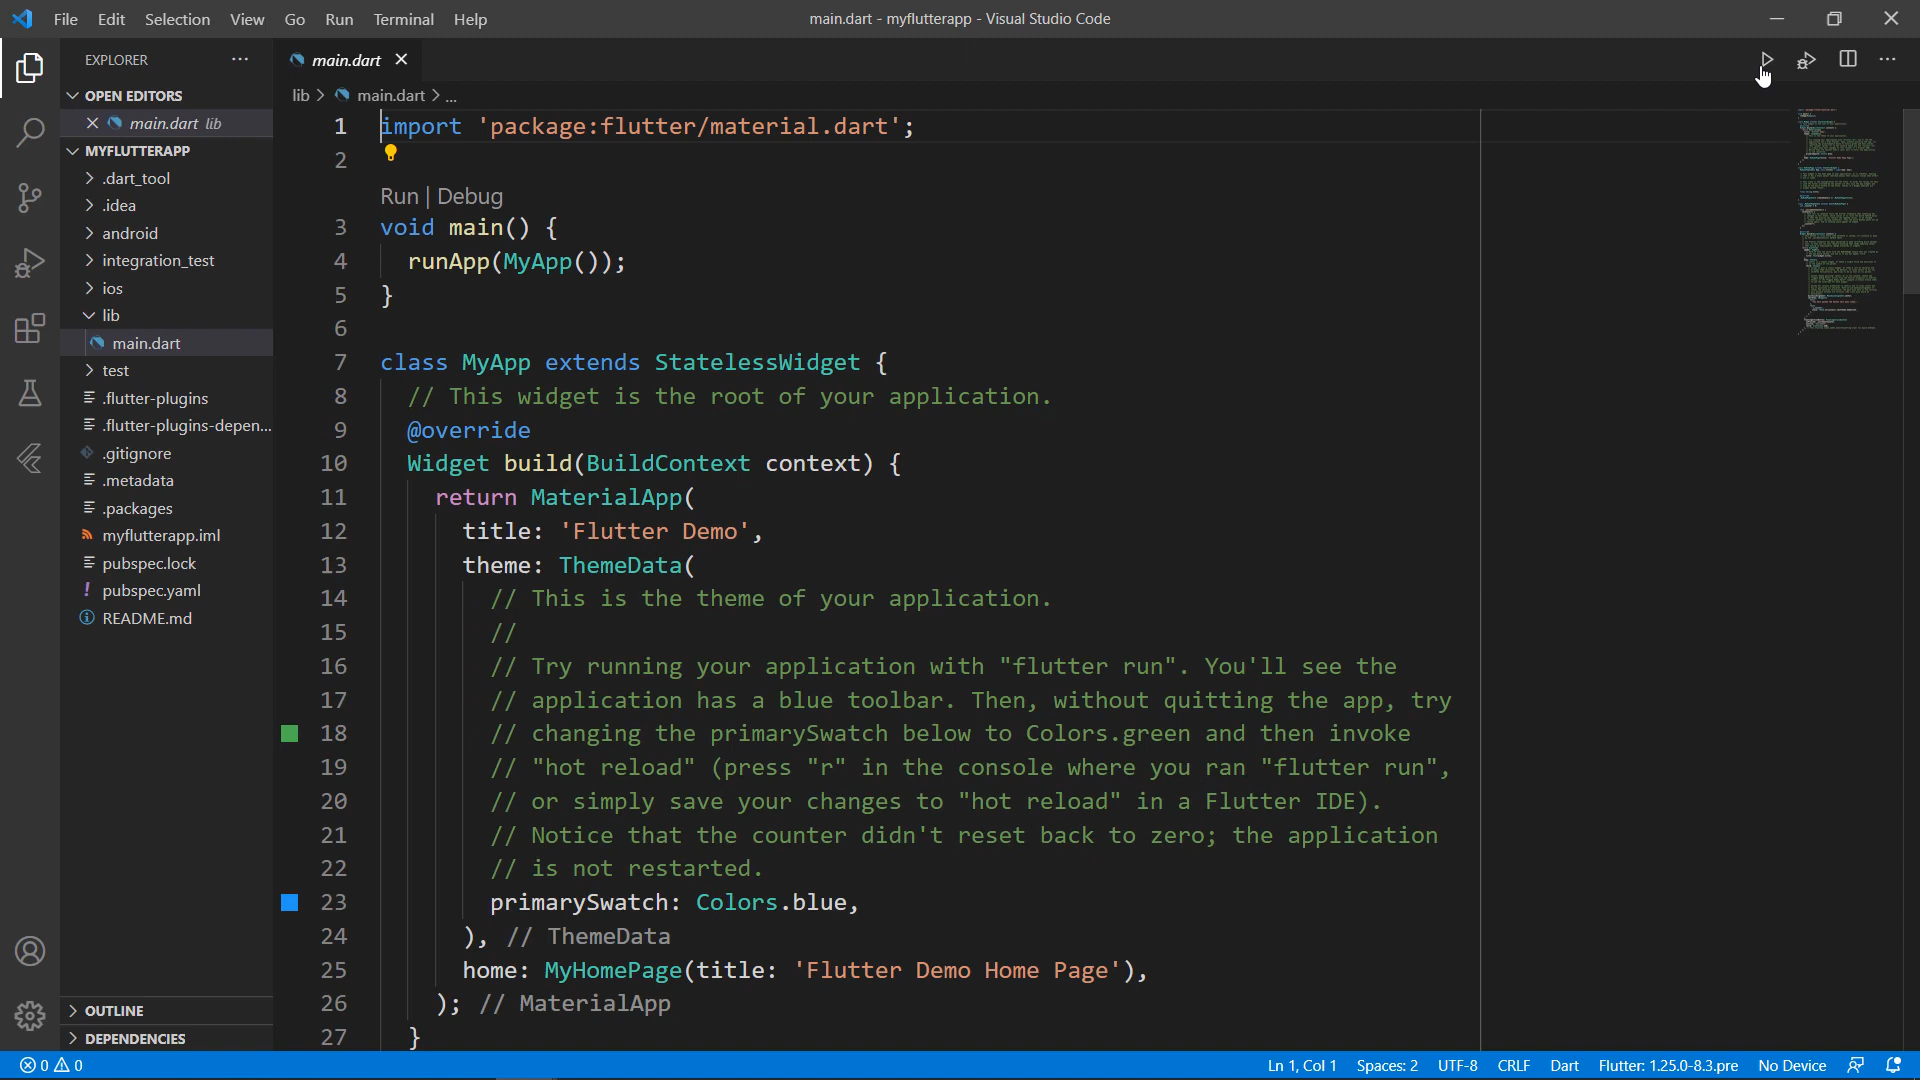 File Edit Selection View Go Run Terminal Help
main.dart - myflutterapp - Visual Studio Code
EXPLORER
OPEN EDITORS
main.dart lib
MYFLUTTERAPP
.dart_tool
.idea
android
integration_test
ios
lib
main.dart
test
.flutter-plugins
.flutter-plugins-depen...
.gitignore
.metadata
.packages
myflutterapp.iml
pubspec.lock
pubspec.yaml
README.md
OUTLINE
DEPENDENCIES
main.dart
lib > main.dart > ...
1 import 'package:flutter/material.dart';
2
Run | Debug
3 void main() {
4 runApp(MyApp());
5 }
6
7 class MyApp extends StatelessWidget {
8 // This widget is the root of your application.
9 @override
10 Widget build(BuildContext context) {
11 return MaterialApp(
12 title: 'Flutter Demo',
13 theme: ThemeData(
14 // This is the theme of your application.
15 //
16 // Try running your application with "flutter run". You'll see the
17 // application has a blue toolbar. Then, without quitting the app, try
18 // changing the primarySwatch below to Colors.green and then invoke
19 // "hot reload" (press "r" in the console where you ran "flutter run",
20 // or simply save your changes to "hot reload" in a Flutter IDE).
21 // Notice that the counter didn't reset back to zero; the application
22 // is not restarted.
23 primarySwatch: Colors.blue,
24 ), // ThemeData
25 home: MyHomePage(title: 'Flutter Demo Home Page'),
26 ); // MaterialApp
27 }
0 0
Ln 1, Col 1 Spaces: 2 UTF-8 CRLF Dart Flutter: 1.25.0-8.3.pre No Device